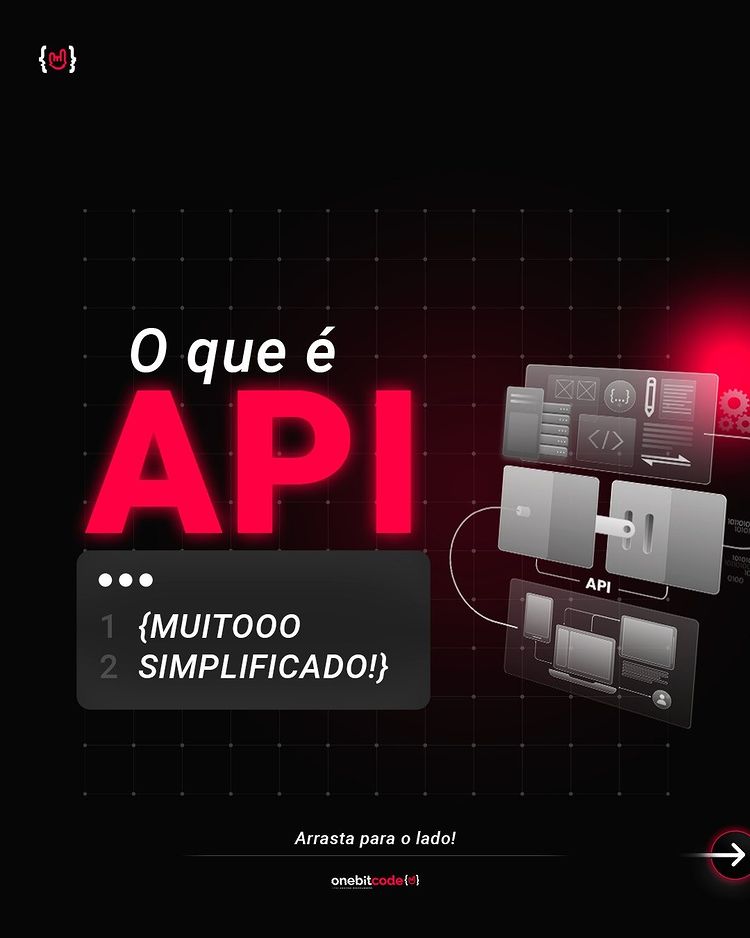 O que é
API
1 {MUITOOO
2 SIMPLIFICADO!}
{...}
</>
API
Arrasta para o lado!
onebitcode{}